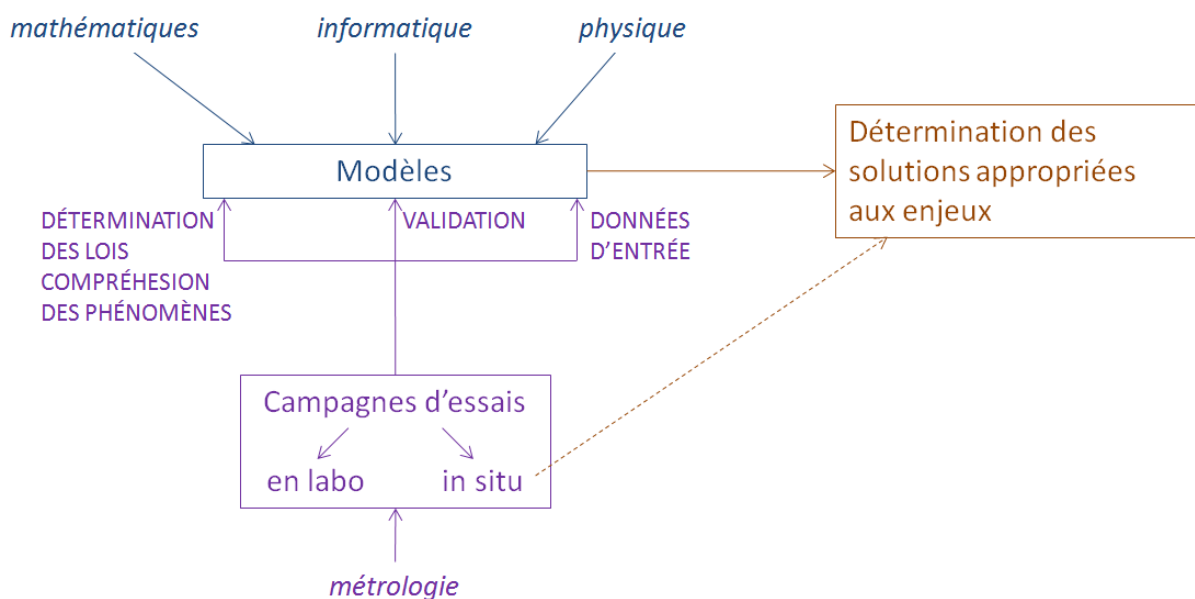 mathématiques
informatique
physique
Modèles
Détermination des
solutions appropriées
aux enjeux
DÉTERMINATION
DES LOIS
COMPRÉHESION
DES PHÉNOMÈNES
VALIDATION
DONNÉES
D’ENTRÉE
Campagnes d’essais
en labo
in situ
métrologie